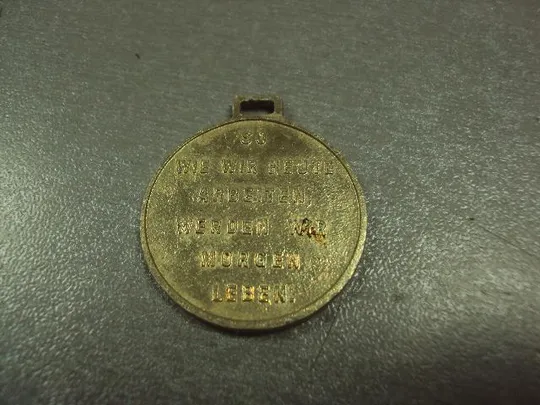 WIE WIR HEUTE
ARBEITEN,
WERDEN WIR
MORGEN
LEBEN.